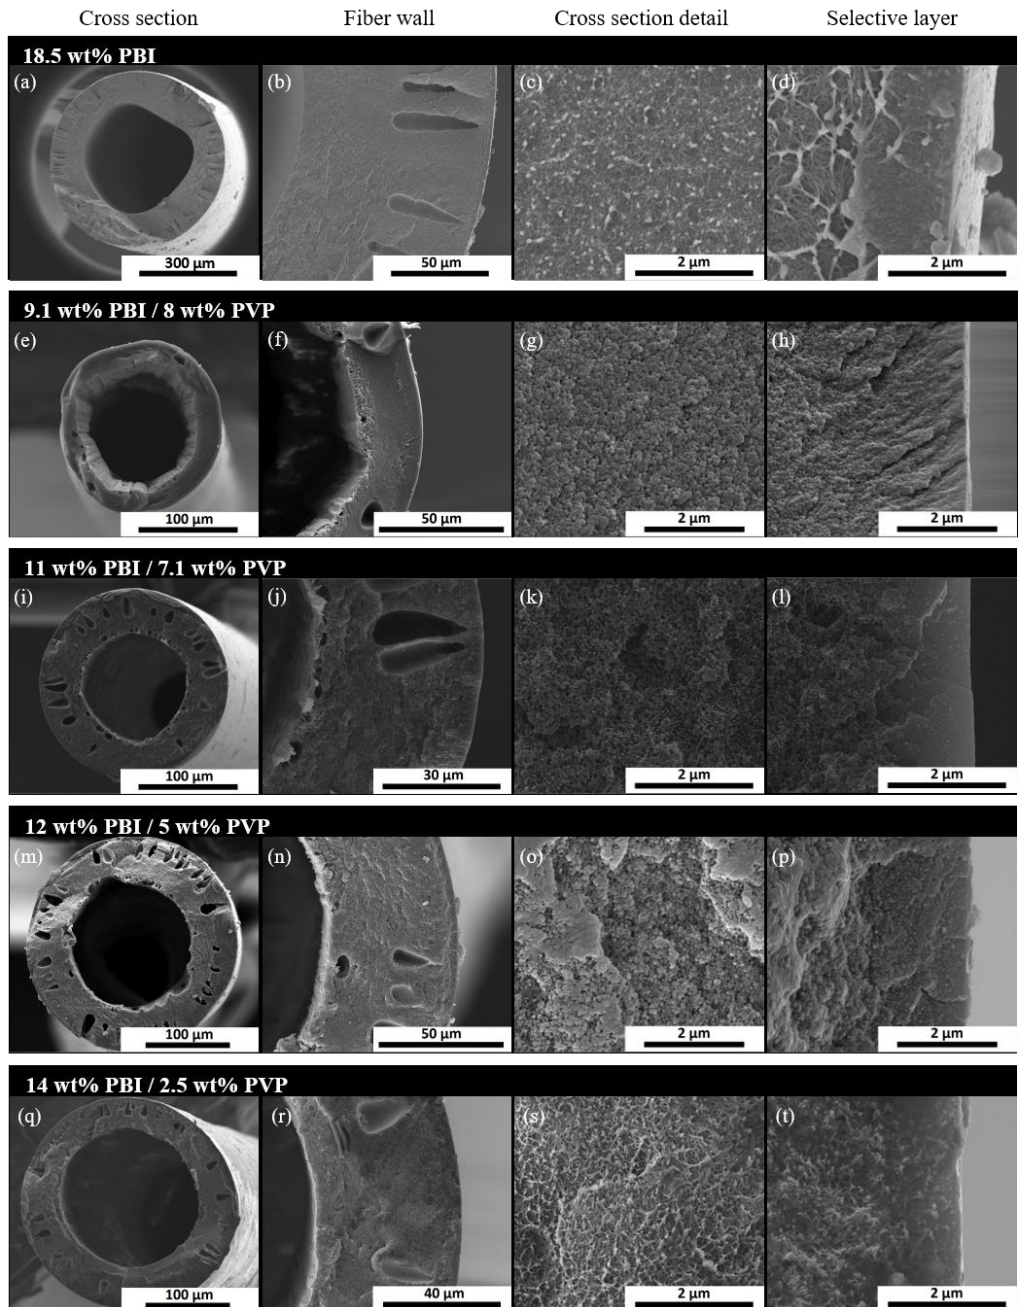 Cross section Fiber wall Cross section detail Selective layer
18.5 wt% PBI
(a) (b) (c) (d)
300 µm 50 µm 2 µm 2 µm
9.1 wt% PBI / 8 wt% PVP
(e) (f) (g) (h)
100 µm 50 µm 2 µm 2 µm
11 wt% PBI / 7.1 wt% PVP
(i) (j) (k) (l)
100 µm 30 µm 2 µm 2 µm
12 wt% PBI / 5 wt% PVP
(m) (n) (o) (p)
100 µm 50 µm 2 µm 2 µm
14 wt% PBI / 2.5 wt% PVP
(q) (r) (s) (t)
100 µm 40 µm 2 µm 2 µm